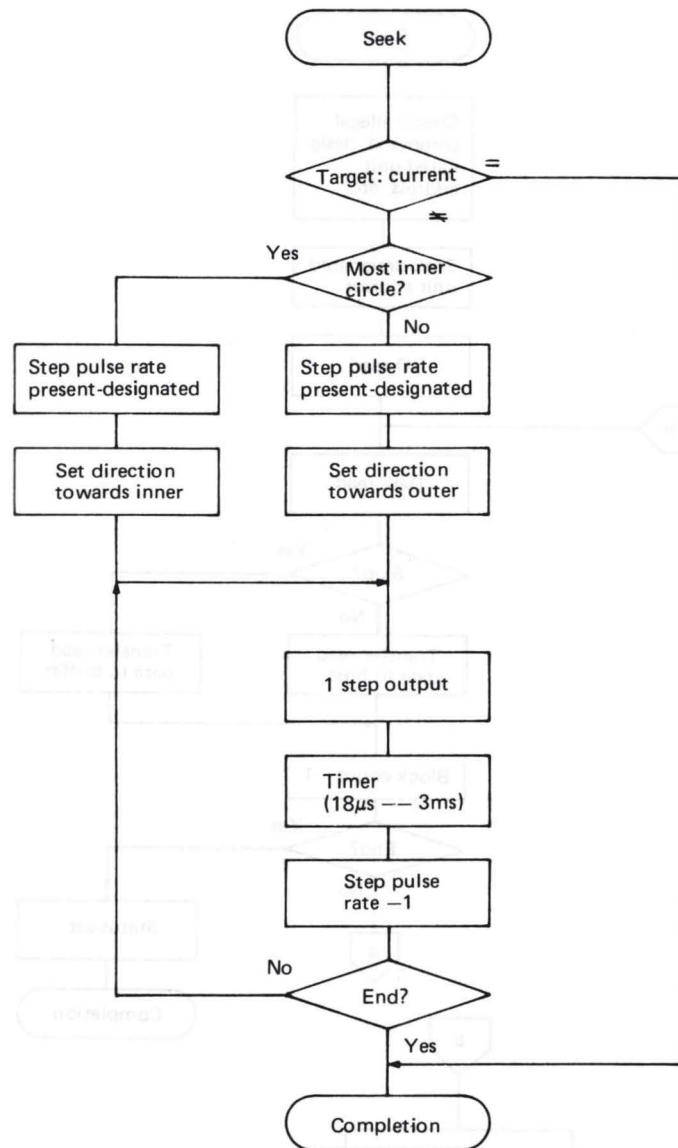 Seek
Target: current
=
≠
Yes
Most inner
circle?
No
Step pulse rate
present-designated
Step pulse rate
present-designated
Set direction
towards inner
Set direction
towards outer
1 step output
Timer
(18μs -- 3ms)
Step pulse
rate -1
No
End?
Yes
Completion